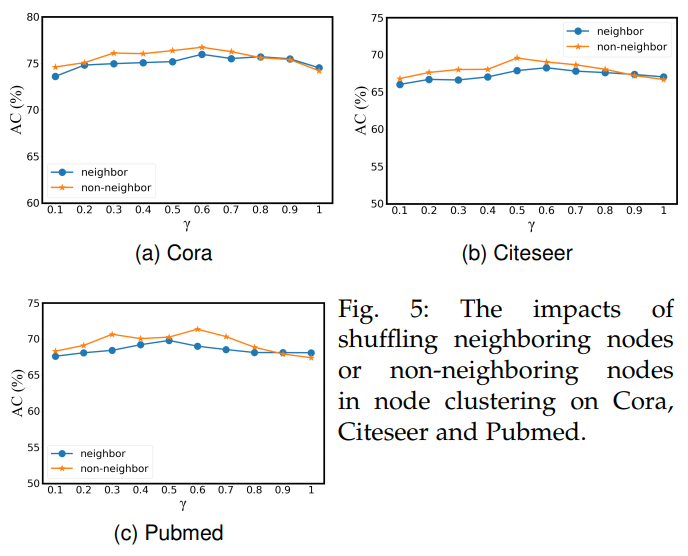 80
75
70
65
60
AC (%)
neighbor
non-neighbor
0.1 0.2 0.3 0.4 0.5 0.6 0.7 0.8 0.9 1
γ
(a) Cora
75
70
65
60
55
50
AC (%)
neighbor
non-neighbor
0.1 0.2 0.3 0.4 0.5 0.6 0.7 0.8 0.9 1
γ
(b) Citeseer
75
70
65
60
55
50
AC (%)
neighbor
non-neighbor
0.1 0.2 0.3 0.4 0.5 0.6 0.7 0.8 0.9 1
γ
(c) Pubmed
Fig. 5: The impacts of
shuffling neighboring nodes
or non-neighboring nodes
in node clustering on Cora,
Citeseer and Pubmed.